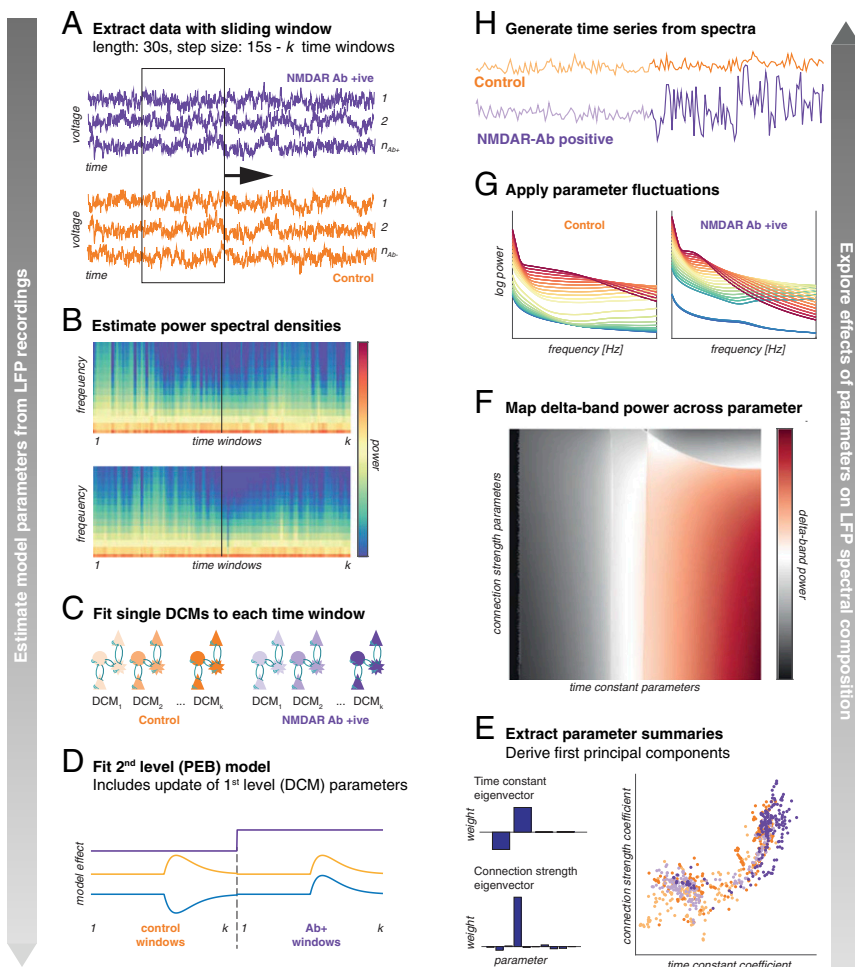 Estimate model parameters from LFP recordings
A Extract data with sliding window
length: 30s, step size: 15s - k time windows
NMDAR Ab +ive
voltage
1
2
nAb+
time
voltage
1
2
nAb-
time
Control
B Estimate power spectral densities
freqeuency
1 time windows k
power
freqeuency
1 time windows k
C Fit single DCMs to each time window
DCM1 DCM2 ... DCMk DCM1 DCM2 ... DCMk
Control NMDAR Ab +ive
D Fit 2nd level (PEB) model
Includes update of 1st level (DCM) parameters
model effect
1 control windows k 1 Ab+ windows k
H Generate time series from spectra
Control
NMDAR-Ab positive
G Apply parameter fluctuations
Control NMDAR Ab +ive
log power
frequency [Hz] frequency [Hz]
F Map delta-band power across parameter
connection strength parameters
time constant parameters
delta-band power
E Extract parameter summaries
Derive first principal components
Time constant
eigenvector
weight
Connection strength
eigenvector
weight
parameter
connection strength coefficient
time constant coefficient
Explore effects of parameters on LFP spectral composition